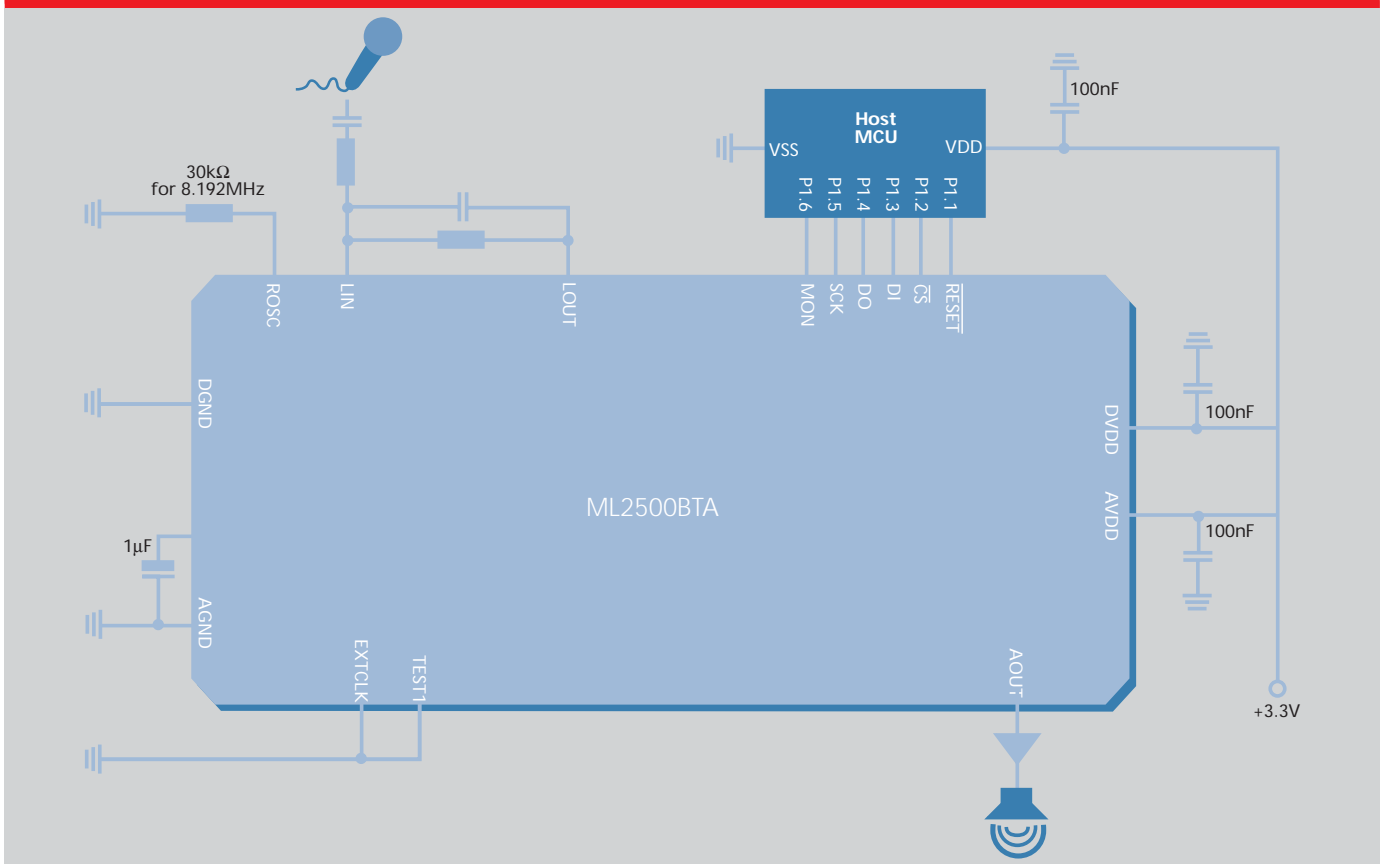 Host
MCU
VSS
VDD
P1.6
P1.5
P1.4
P1.3
P1.2
P1.1
100nF
30kΩ
for 8.192MHz
ROSC
LIN
LOUT
MON
SCK
DO
DI
C̅S̅
R̅E̅S̅E̅T̅
DGND
DVDD
100nF
ML2500BTA
AVDD
100nF
1µF
AGND
EXTCLK
TEST1
AOUT
+3.3V